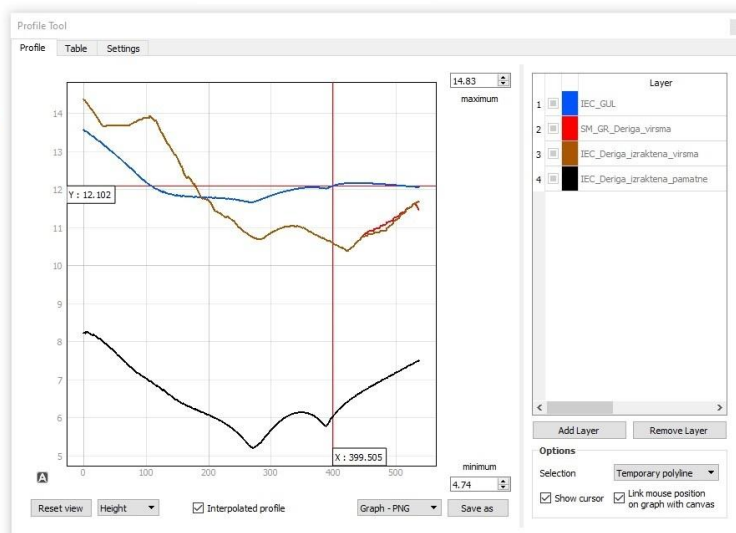 Profile Tool
Profile Table Settings
14.83
maximum
14
13
12
11
10
9
8
7
6
5
Y : 12.102
X : 399.505
0 100 200 300 400 500
minimum
4.74
A
Reset view Height Interpolated profile Graph - PNG Save as
Layer
1 IEC_GUL
2 SM_GR_Deriga_virsma
3 IEC_Deriga_izraktena_virsma
4 IEC_Deriga_izraktena_pamatne
Add Layer Remove Layer
Options
Selection Temporary polyline
Show cursor Link mouse position
on graph with canvas